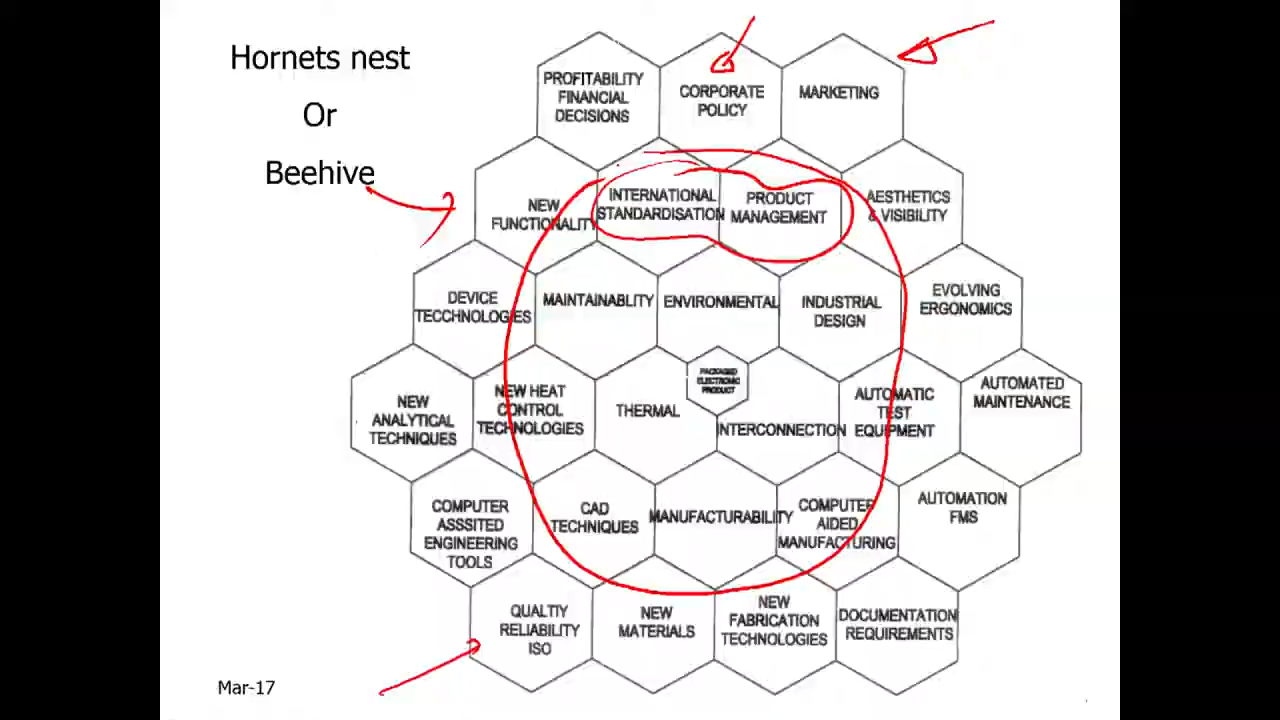 Hornets nest
Or
Beehive
PROFITABILITY
FINANCIAL
DECISIONS
CORPORATE
POLICY
MARKETING
NEW
FUNCTIONALITY
INTERNATIONAL
STANDARDISATION
PRODUCT
MANAGEMENT
AESTHETICS
& VISIBILITY
DEVICE
TECCHNOLOGIES
MAINTAINABLITY
ENVIRONMENTAL
INDUSTRIAL
DESIGN
EVOLVING
ERGONOMICS
NEW
ANALYTICAL
TECHNIQUES
NEW HEAT
CONTROL
TECHNOLOGIES
THERMAL
PACKAGED
ELECTRONIC
PRODUCT
INTERCONNECTION
AUTOMATIC
TEST
EQUIPMENT
AUTOMATED
MAINTENANCE
COMPUTER
ASSSITED
ENGINEERING
TOOLS
CAD
TECHNIQUES
MANUFACTURABILITY
COMPUTER
AIDED
MANUFACTURING
AUTOMATION
FMS
QUALTIY
RELIABILITY
ISO
NEW
MATERIALS
NEW
FABRICATION
TECHNOLOGIES
DOCUMENTATION
REQUIREMENTS
Mar-17